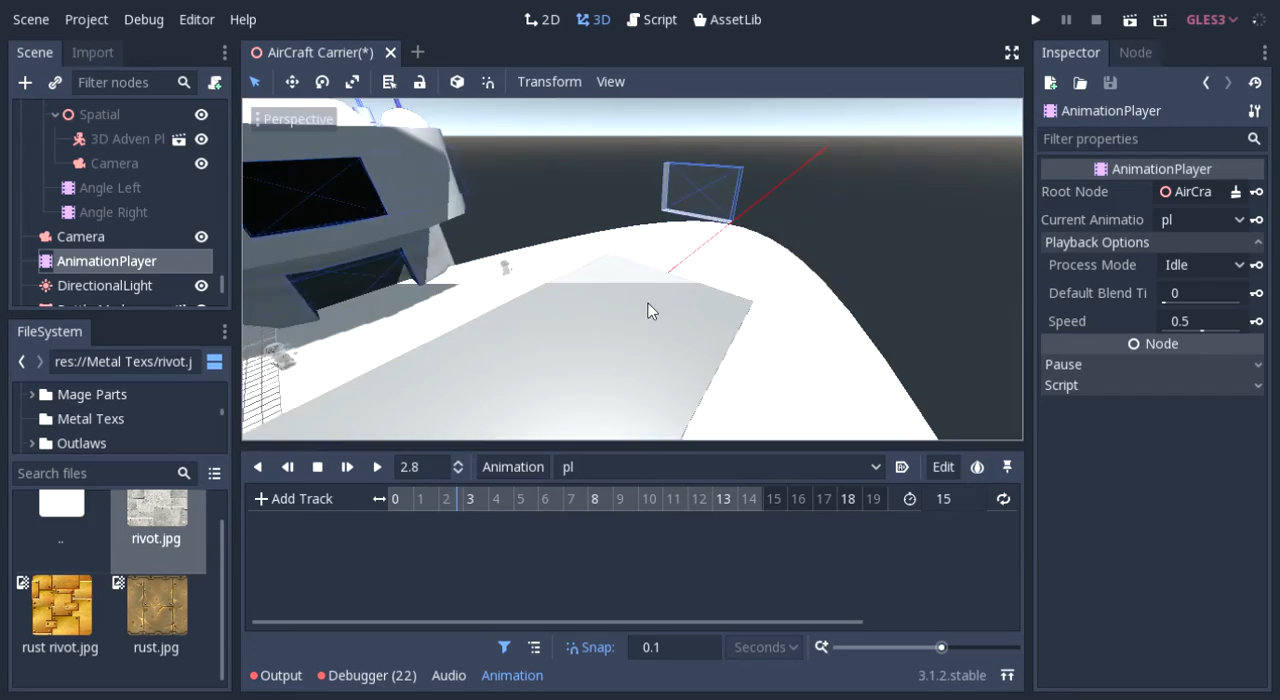 Scene Project Debug Editor Help 2D 3D Script AssetLib GLES3
Scene Import AirCraft Carrier(*) Inspector Node
Filter nodes Transform View
Spatial
3D Adven Pl
Camera
Angle Left
Angle Right
Camera
AnimationPlayer
DirectionalLight
Perspective
AnimationPlayer
Filter properties
AnimationPlayer
Root Node AirCra
Current Animatio pl
Playback Options
Process Mode Idle
Default Blend Ti 0
Speed 0.5
Node
Pause
Script
FileSystem
res://Metal Texs/rivot.j
Mage Parts
Metal Texs
Outlaws
Search files
..
rivot.jpg
rust rivot.jpg
rust.jpg
2.8 Animation pl Edit
Add Track 0 1 2 3 4 5 6 7 8 9 10 11 12 13 14 15 16 17 18 19 15
Snap: 0.1 Seconds
Output Debugger (22) Audio Animation 3.1.2.stable